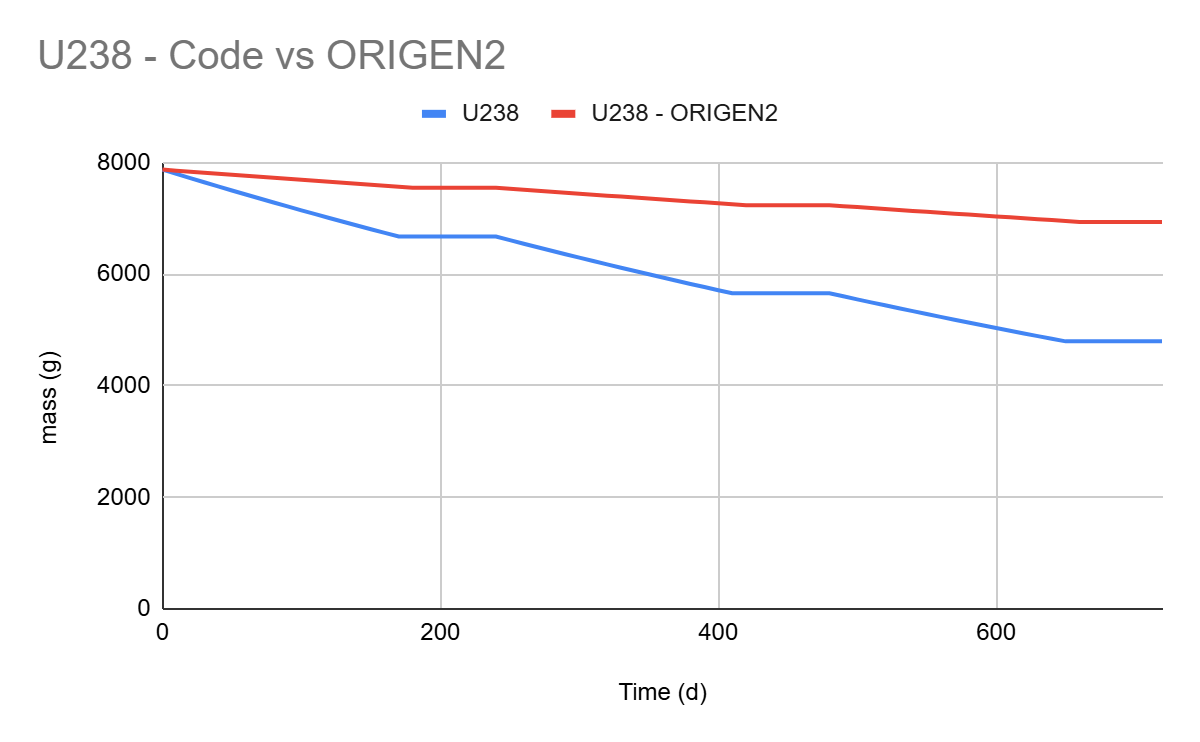 U238 - Code vs ORIGEN2
U238 U238 - ORIGEN2
8000
6000
4000
2000
0
mass (g)
0 200 400 600
Time (d)